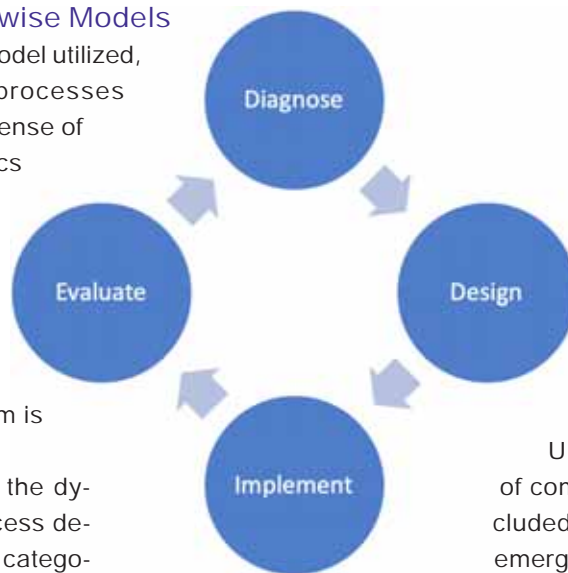 wise Models
odel utilized,
processes
ense of
cs
m is
the dy-
cess de-
catego-
Diagnose
Design
Implement
Evaluate
U
of com
cluded
emerg